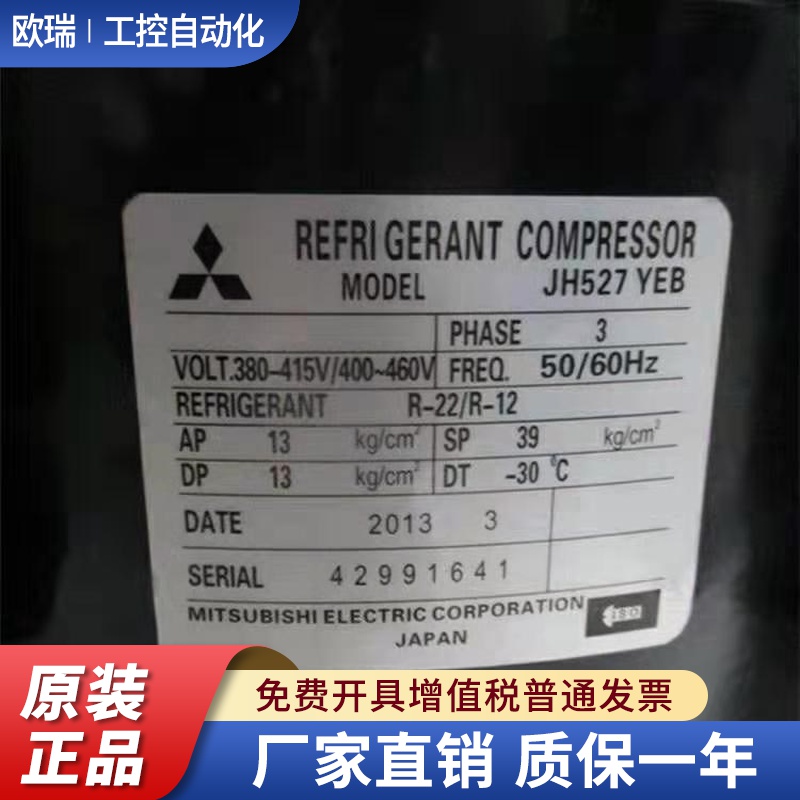 欧瑞 | 工控自动化
REFRIGERANT COMPRESSOR
MODEL JH527 YEB
PHASE 3
VOLT.380-415V/400~460V FREQ. 50/60Hz
REFRIGERANT R-22/R-12
AP 13 kg/cm² SP 39 kg/cm²
DP 13 kg/cm² DT -30 °C
DATE 2013 3
SERIAL 42991641
MITSUBISHI ELECTRIC CORPORATION
ISO
JAPAN
原装
正品
免费开具增值税普通发票
厂家直销 质保一年